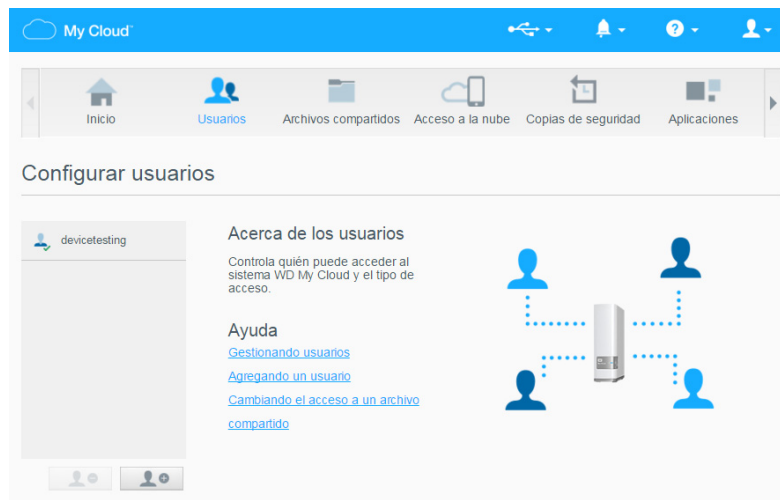 My Cloud™
Inicio
Usuarios
Archivos compartidos
Acceso a la nube
Copias de seguridad
Aplicaciones
Configurar usuarios
devicetesting
Acerca de los usuarios
Controla quién puede acceder al
sistema WD My Cloud y el tipo de
acceso.
Ayuda
Gestionando usuarios
Agregando un usuario
Cambiando el acceso a un archivo
compartido